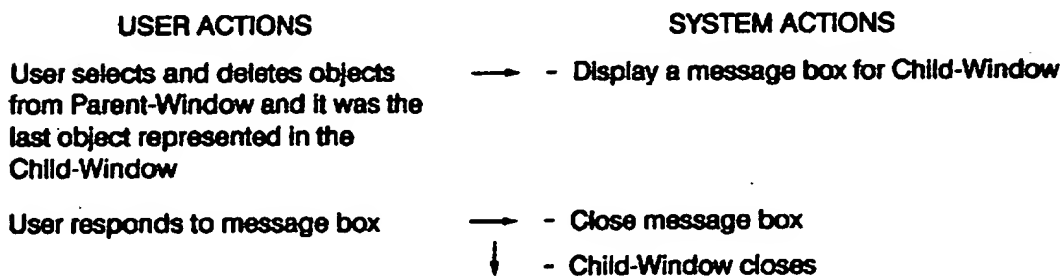 USER ACTIONS
SYSTEM ACTIONS
User selects and deletes objects
from Parent-Window and it was the
last object represented in the
Child-Window
- Display a message box for Child-Window
User responds to message box
- Close message box
- Child-Window closes